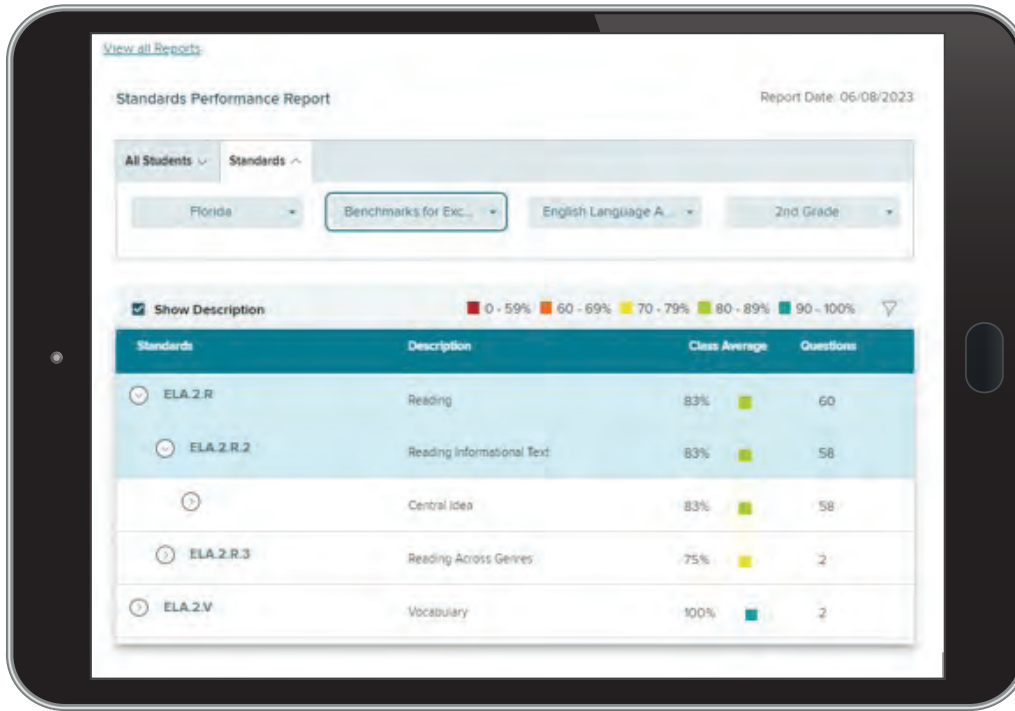 View all Reports
Standards Performance Report
Report Date: 06/08/2023
All Students
Standards
Florida
Benchmarks for Exc...
English Language A...
2nd Grade
Show Description
0 - 59% 60 - 69% 70 - 79% 80 - 89% 90 - 100%
Standards Description Class Average Questions
ELA.2.R Reading 83% 60
ELA.2.R.2 Reading Informational Text 83% 58
Central Idea 83% 58
ELA.2.R.3 Reading Across Genres 75% 2
ELA.2.V Vocabulary 100% 2